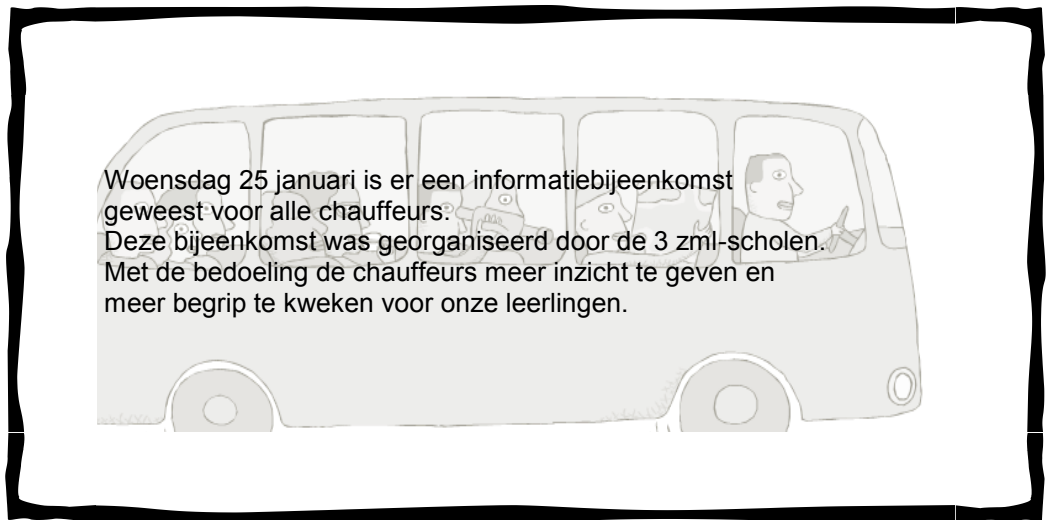 Woensdag 25 januari is er een informatiebijeenkomst
geweest voor alle chauffeurs.
Deze bijeenkomst was georganiseerd door de 3 zml-scholen.
Met de bedoeling de chauffeurs meer inzicht te geven en
meer begrip te kweken voor onze leerlingen.